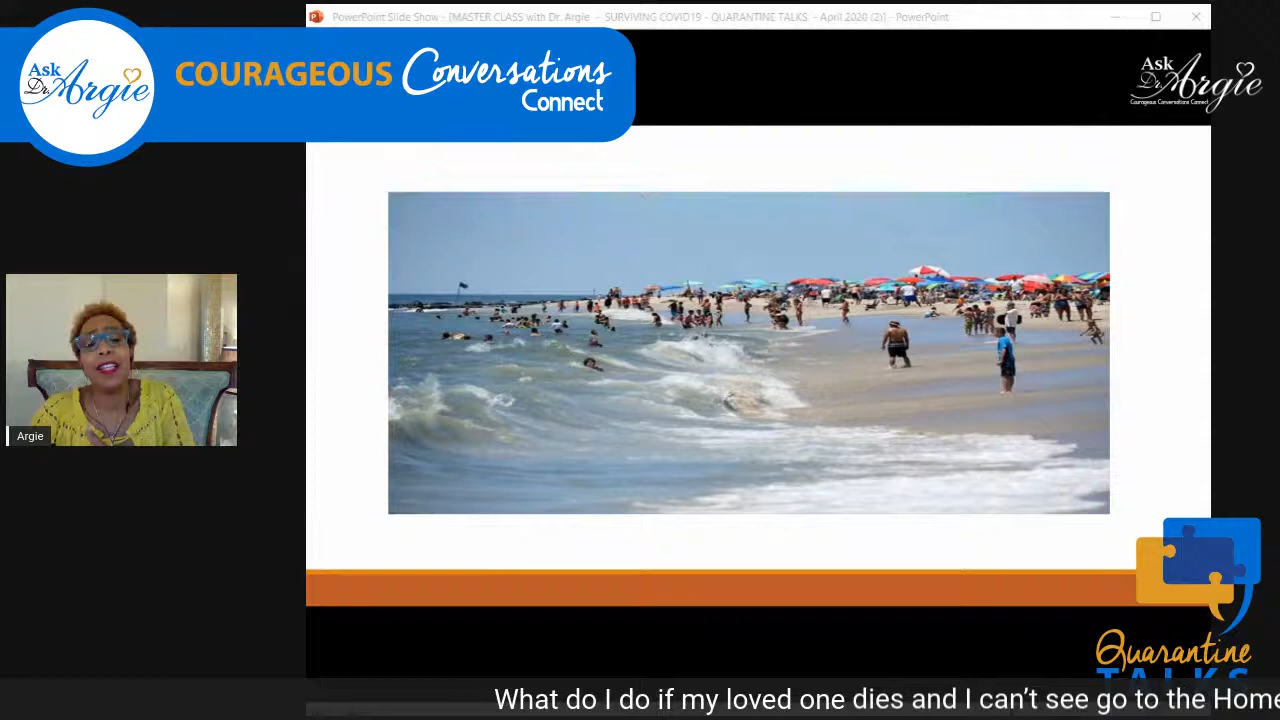 PowerPoint Slide Show - [MASTER CLASS with Dr. Argie - SURVIVING COVID19 - QUARANTINE TALKS - April 2020 (2)] - PowerPoint
Ask
Dr. Argie
COURAGEOUS Conversations
Connect
Ask
Dr. Argie
Courageous Conversations Connect
Argie
Quarantine
TALKS
What do I do if my loved one dies and I can’t see go to the Home